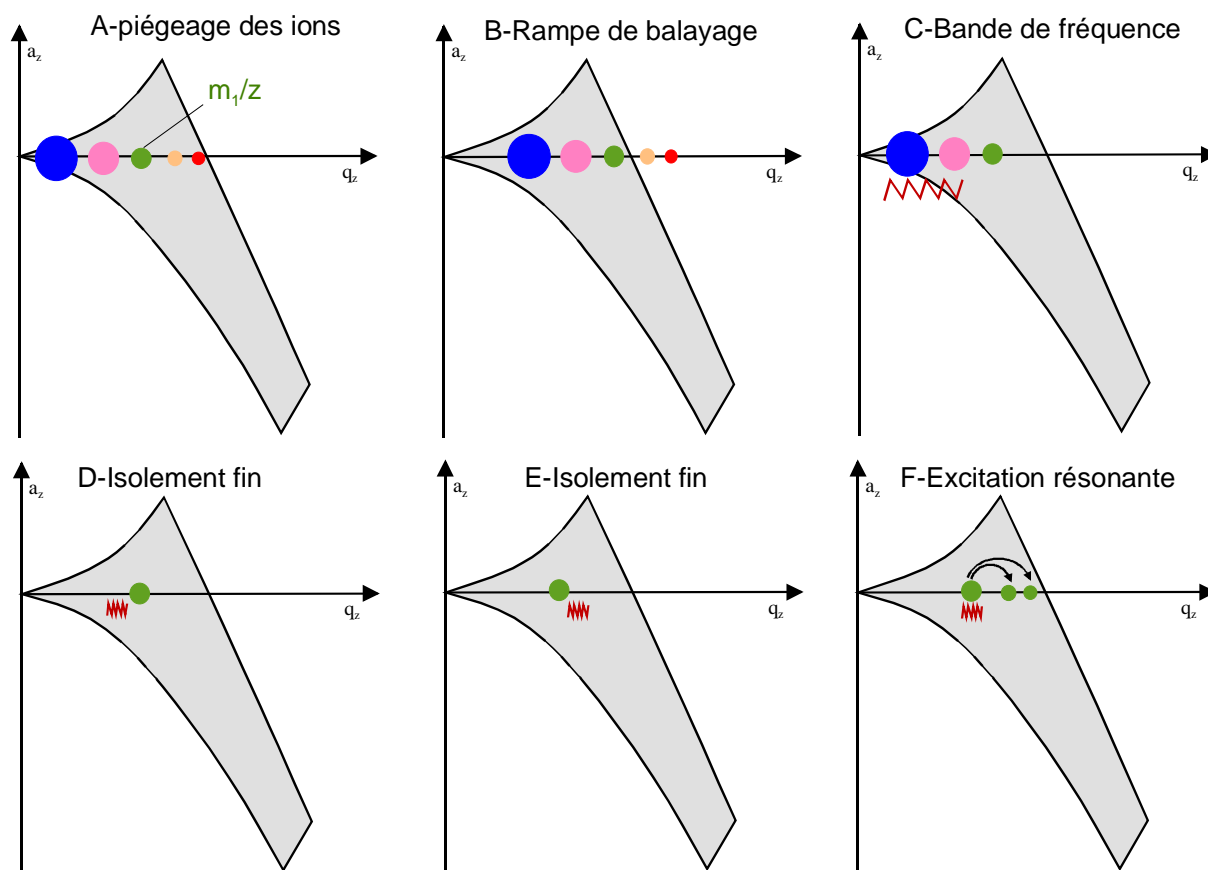 A-piégeage des ions
B-Rampe de balayage
C-Bande de fréquence
a_z
a_z
a_z
m₁/z
q_z
q_z
q_z
D-Isolement fin
E-Isolement fin
F-Excitation résonante
a_z
a_z
a_z
q_z
q_z
q_z